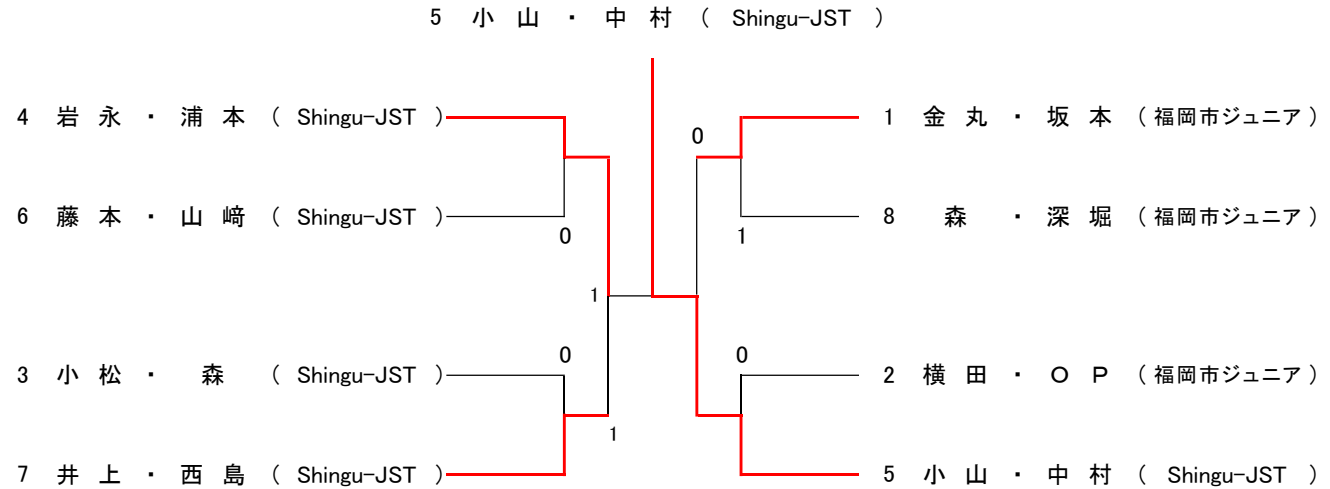 5 小山・中村 ( Shingu-JST )
4 岩永・浦本 ( Shingu-JST )
1 金丸・坂本 (福岡市ジュニア)
0
6 藤本・山﨑 ( Shingu-JST )
8 森・深堀 (福岡市ジュニア)
0
1
1
0
0
3 小松・森 ( Shingu-JST )
2 横田・OP (福岡市ジュニア)
1
7 井上・西島 ( Shingu-JST )
5 小山・中村 ( Shingu-JST )